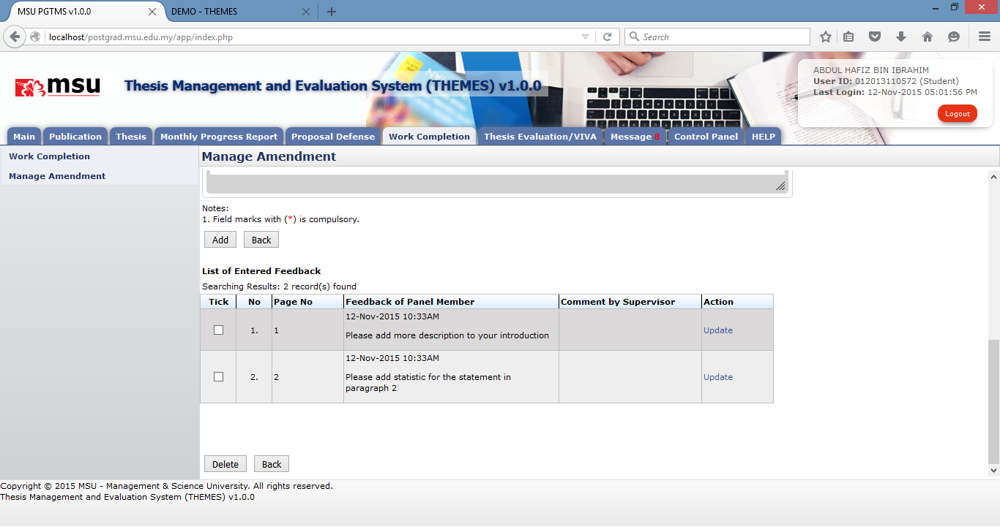 MSU PGTMS v1.0.0
DEMO - THEMES
localhost/postgrad.msu.edu.my/app/index.php
Search
msu
Thesis Management and Evaluation System (THEMES) v1.0.0
ABDUL HAFIZ BIN IBRAHIM
User ID: 012013110572 (Student)
Last Login: 12-Nov-2015 05:01:56 PM
Logout
Main Publication Thesis Monthly Progress Report Proposal Defense Work Completion Thesis Evaluation/VIVA Message 8 Control Panel HELP
Work Completion
Manage Amendment
Manage Amendment
Notes:
1. Field marks with (*) is compulsory.
Add Back
List of Entered Feedback
Searching Results: 2 record(s) found
Tick No Page No Feedback of Panel Member Comment by Supervisor Action
12-Nov-2015 10:33AM
1. 1 Please add more description to your introduction Update
12-Nov-2015 10:33AM
2. 2 Please add statistic for the statement in Update
paragraph 2
Delete Back
Copyright © 2015 MSU - Management & Science University. All rights reserved.
Thesis Management and Evaluation System (THEMES) v1.0.0